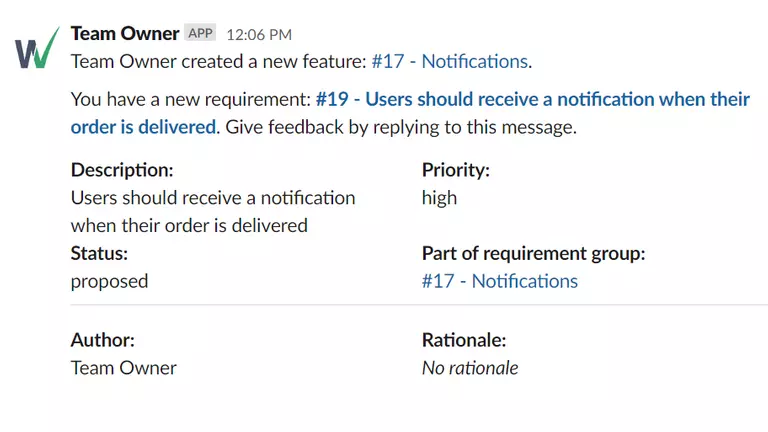 Team Owner APP 12:06 PM
Team Owner created a new feature: #17 - Notifications.
You have a new requirement: #19 - Users should receive a notification when their
order is delivered. Give feedback by replying to this message.
Description:
Users should receive a notification
when their order is delivered
Priority:
high
Status:
proposed
Part of requirement group:
#17 - Notifications
Author:
Team Owner
Rationale:
No rationale